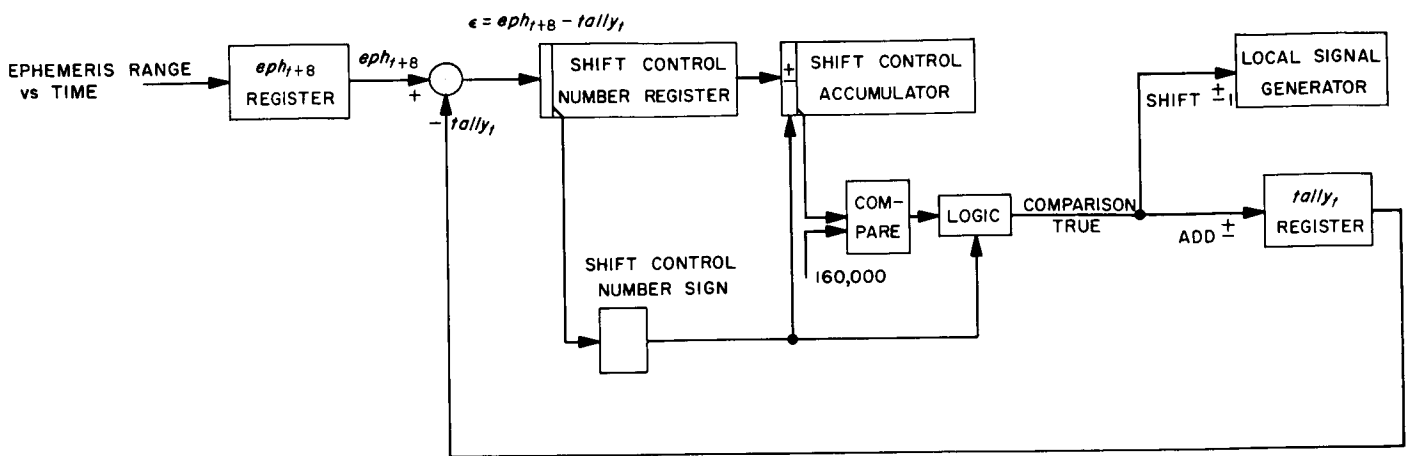 ϵ = eph_{t+8} – tally_t
EPHEMERIS RANGE
vs TIME
eph_{t+8}
REGISTER
eph_{t+8}
+
– tally_t
SHIFT CONTROL
NUMBER REGISTER
±
SHIFT CONTROL
ACCUMULATOR
LOCAL SIGNAL
GENERATOR
SHIFT ±1
COM-
PARE
160,000
LOGIC
COMPARISON
TRUE
ADD ±
tally_t
REGISTER
SHIFT CONTROL
NUMBER SIGN